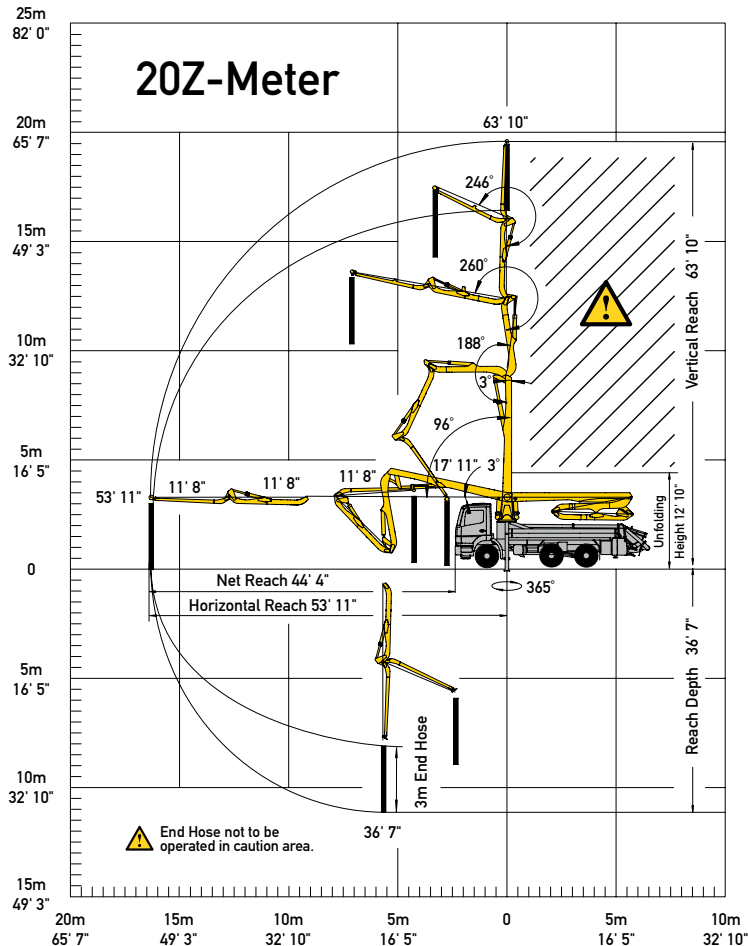 25m
82' 0"
20Z-Meter
20m
65' 7"
63' 10"
246°
15m
49' 3"
260°
Vertical Reach 63' 10"
10m
32' 10"
188°
3°
96°
5m
16' 5"
17' 11"
3°
11' 8"
11' 8"
11' 8"
53' 11"
Unfolding
Height 12' 10"
0
Net Reach 44' 4"
365°
Horizontal Reach 53' 11"
5m
16' 5"
Reach Depth 36' 7"
3m End Hose
10m
32' 10"
36' 7"
End Hose not to be
operated in caution area.
15m
49' 3"
20m 15m 10m 5m 0 5m 10m
65' 7" 49' 3" 32' 10" 16' 5" 16' 5" 32' 10"